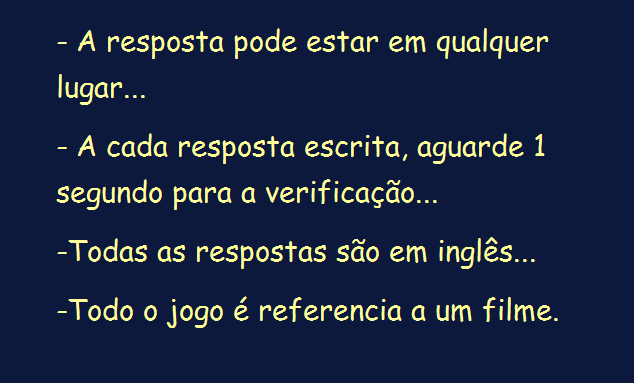 - A resposta pode estar em qualquer
lugar...
- A cada resposta escrita, aguarde 1
segundo para a verificação...
-Todas as respostas são em inglês...
-Todo o jogo é referencia a um filme.